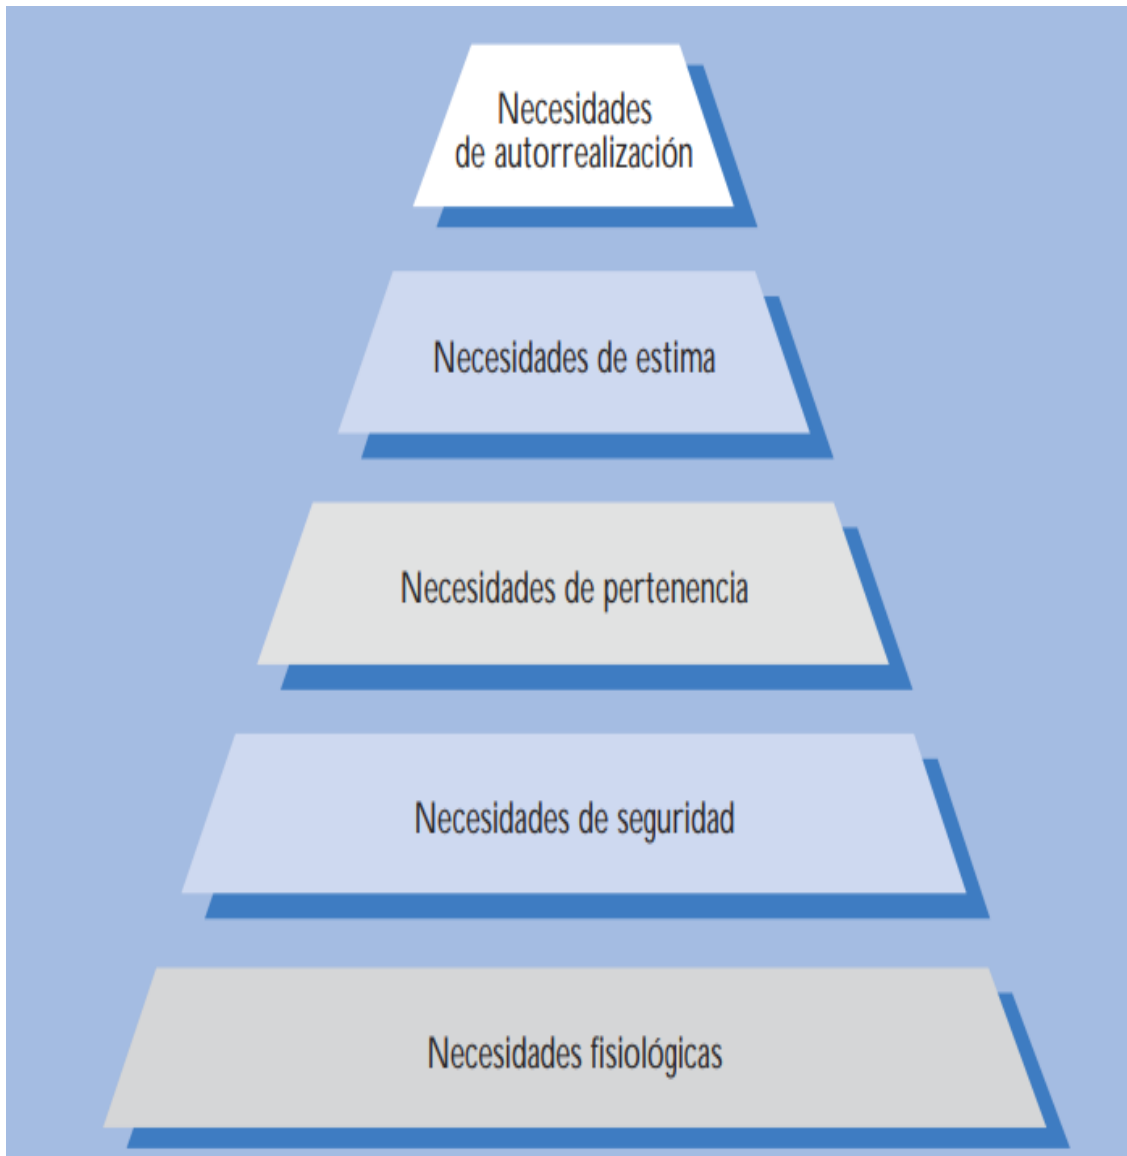 Necesidades
de autorrealización
Necesidades de estima
Necesidades de pertenencia
Necesidades de seguridad
Necesidades fisiológicas